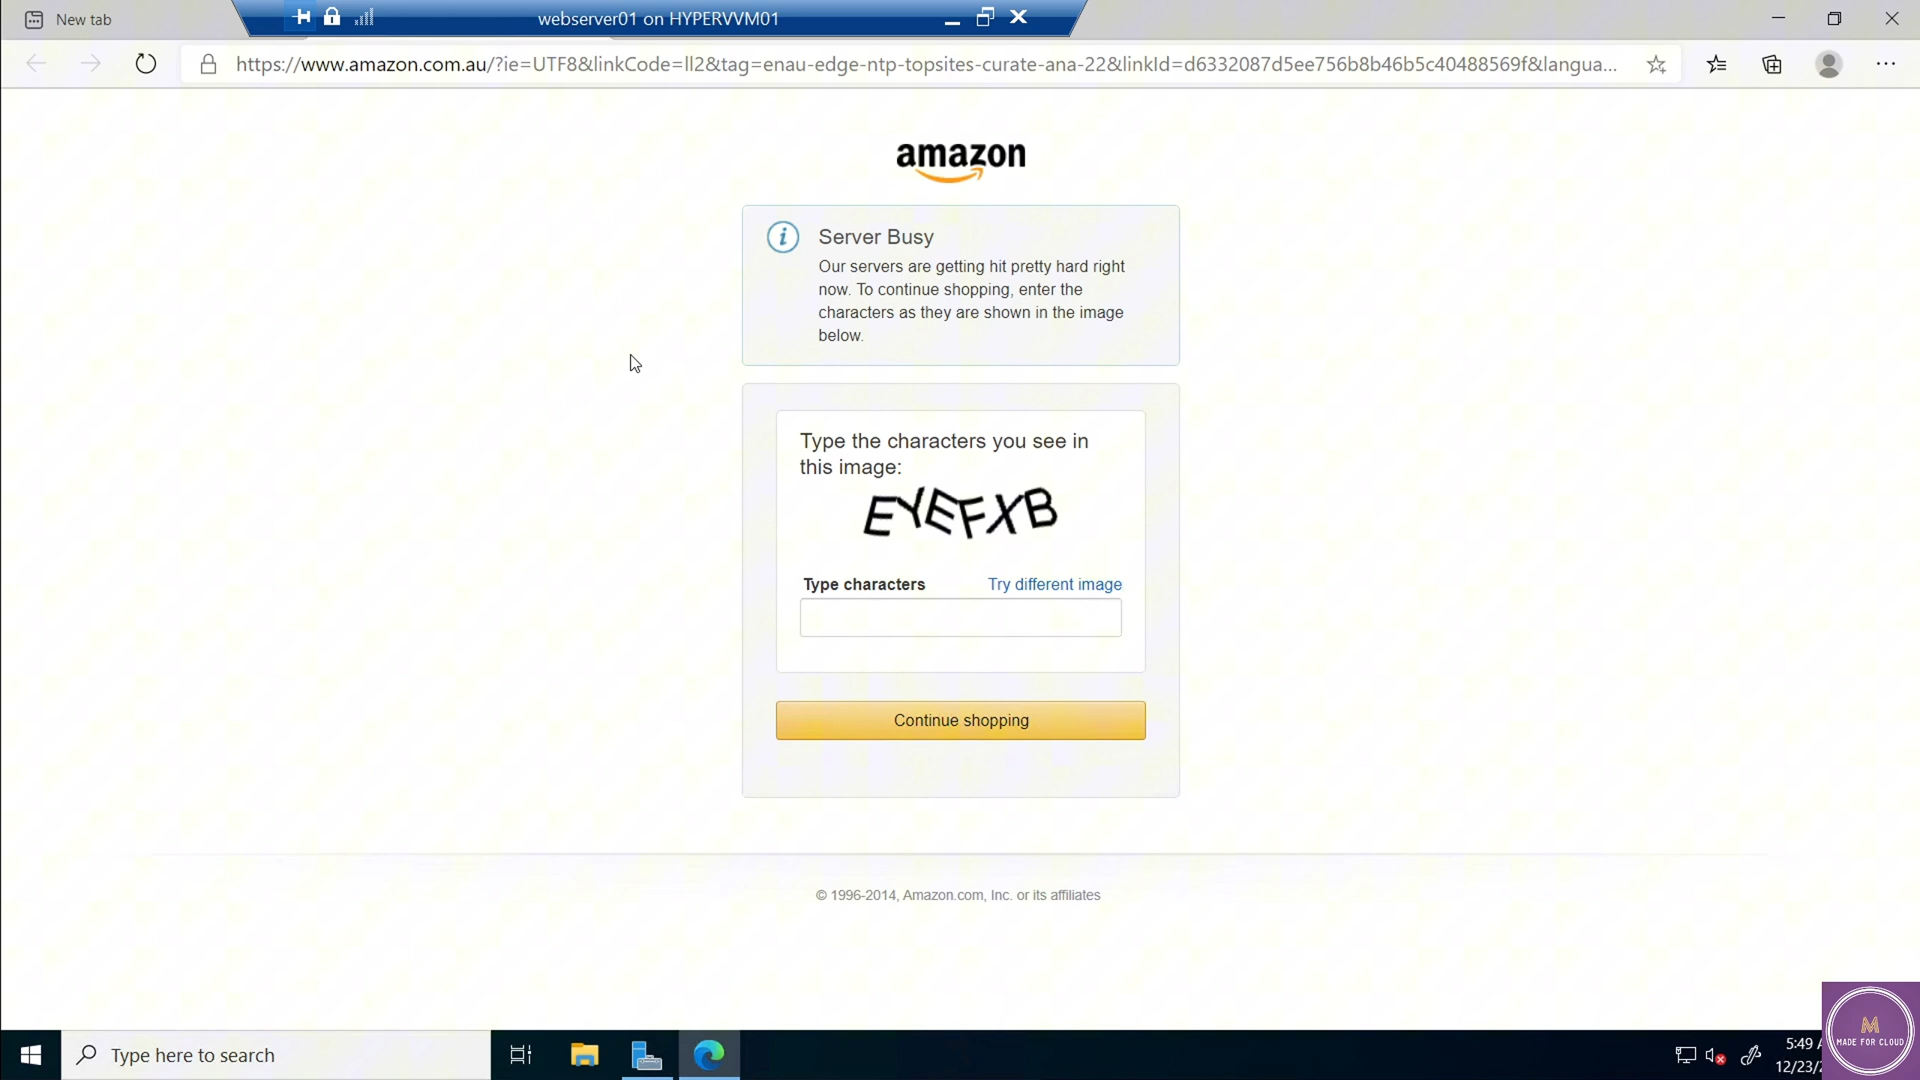 New tab
webserver01 on HYPERVVM01
https://www.amazon.com.au/?ie=UTF8&linkCode=ll2&tag=enau-edge-ntp-topsites-curate-ana-22&linkId=d6332087d5ee756b8b46b5c40488569f&langua...
amazon
Server Busy
Our servers are getting hit pretty hard right
now. To continue shopping, enter the
characters as they are shown in the image
below.
Type the characters you see in
this image:
EYEFXB
Type characters Try different image
Continue shopping
© 1996-2014, Amazon.com, Inc. or its affiliates
Type here to search
5:49 A
12/23/2
M
MADE FOR CLOUD